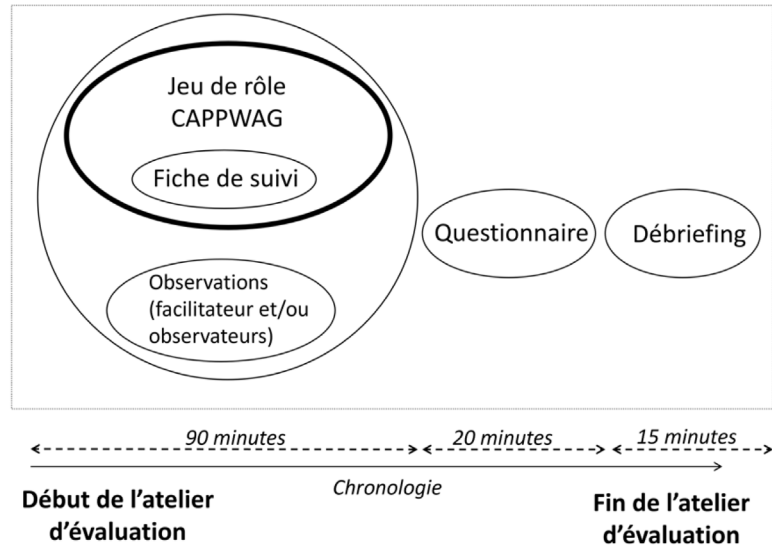 Jeu de rôle
CAPPWAG
Fiche de suivi
Observations
(facilitateur et/ou
observateurs)
Questionnaire
Débriefing
90 minutes
20 minutes
15 minutes
Chronologie
Début de l’atelier
d’évaluation
Fin de l’atelier
d’évaluation